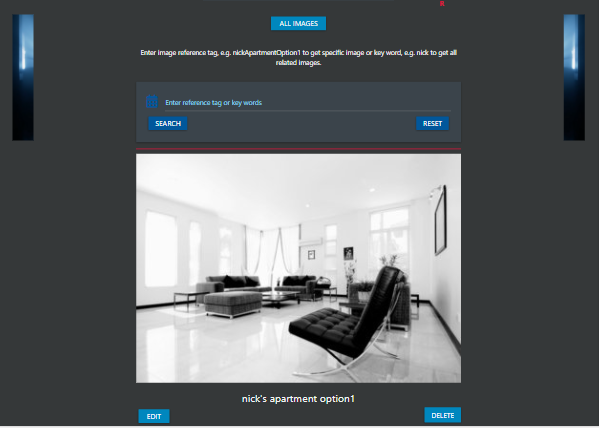 R
ALL IMAGES
Enter image reference tag, e.g. nickApartmentOption1 to get specific image or key word, e.g. nick to get all
related images.
Enter reference tag or key words
SEARCH
RESET
nick's apartment option1
EDIT
DELETE